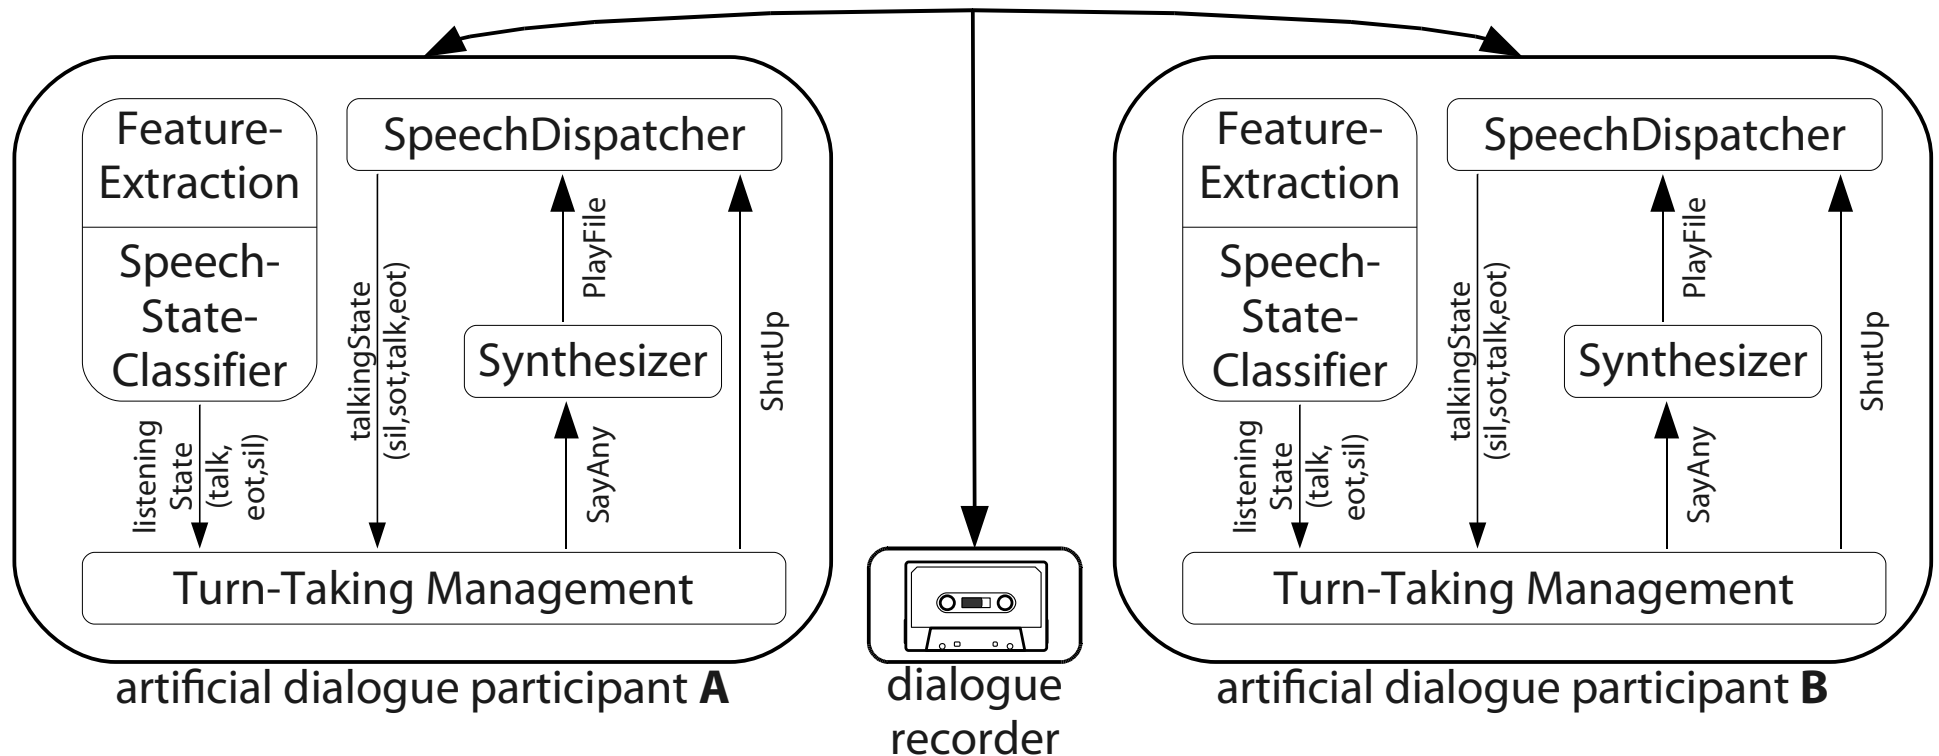 Feature-
Extraction
Speech-
State-
Classifier
SpeechDispatcher
talkingState
(sil,sot,talk,eot)
PlayFile
Synthesizer
SayAny
ShutUp
listening
State
(talk,
eot,sil)
Turn-Taking Management
artificial dialogue participant A
dialogue
recorder
Feature-
Extraction
Speech-
State-
Classifier
SpeechDispatcher
talkingState
(sil,sot,talk,eot)
PlayFile
Synthesizer
SayAny
ShutUp
listening
State
(talk,
eot,sil)
Turn-Taking Management
artificial dialogue participant B